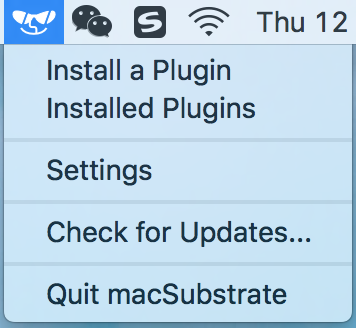 S Thu 12
Install a Plugin
Installed Plugins
Settings
Check for Updates...
Quit macSubstrate